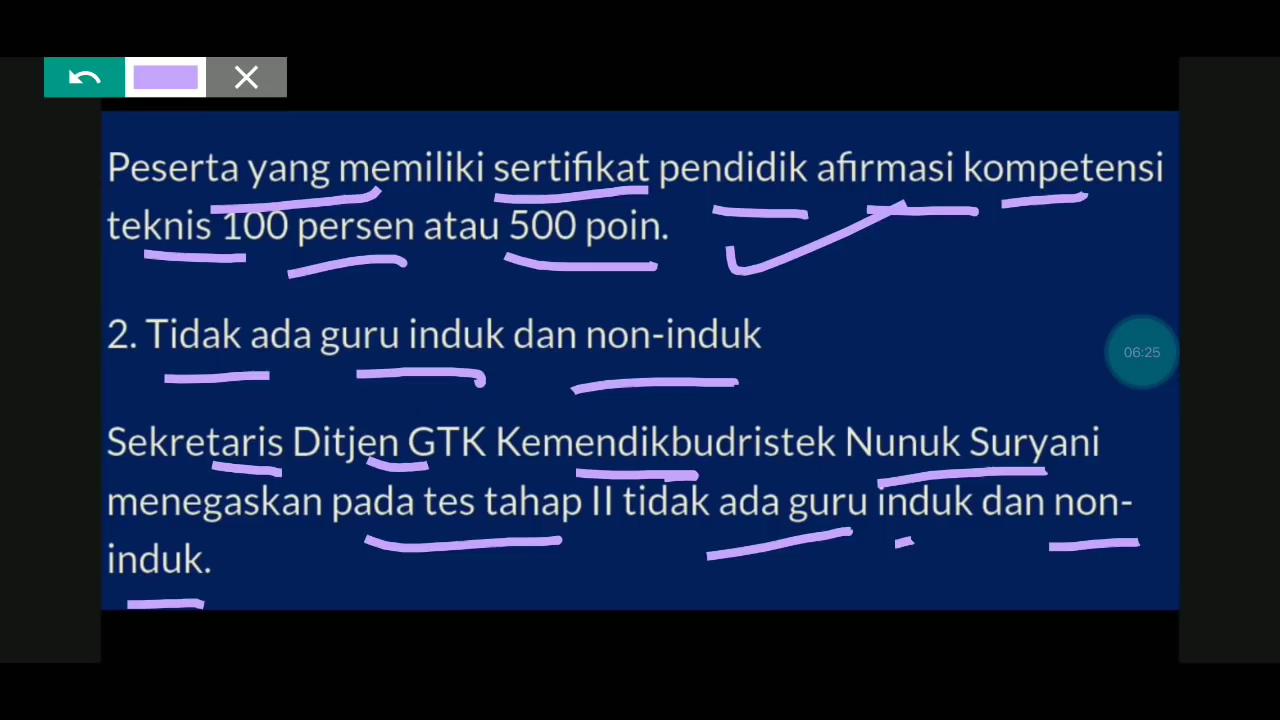 Peserta yang memiliki sertifikat pendidik afirmasi kompetensi
teknis 100 persen atau 500 poin.
2. Tidak ada guru induk dan non-induk
06:25
Sekretaris Ditjen GTK Kemendikbudristek Nunuk Suryani
menegaskan pada tes tahap II tidak ada guru induk dan non-
induk.